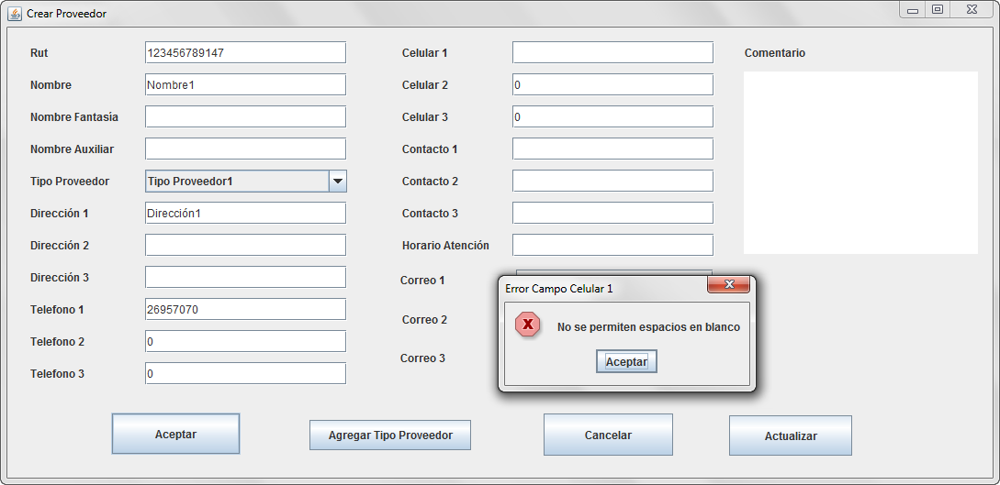 Crear Proveedor
Rut 123456789147
Nombre Nombre1
Nombre Fantasía
Nombre Auxiliar
Tipo Proveedor Tipo Proveedor1
Dirección 1 Dirección1
Dirección 2
Dirección 3
Telefono 1 26957070
Telefono 2 0
Telefono 3 0
Celular 1
Celular 2 0
Celular 3 0
Contacto 1
Contacto 2
Contacto 3
Horario Atención
Correo 1
Correo 2
Correo 3
Comentario
Error Campo Celular 1
No se permiten espacios en blanco
Aceptar
Aceptar
Agregar Tipo Proveedor
Cancelar
Actualizar